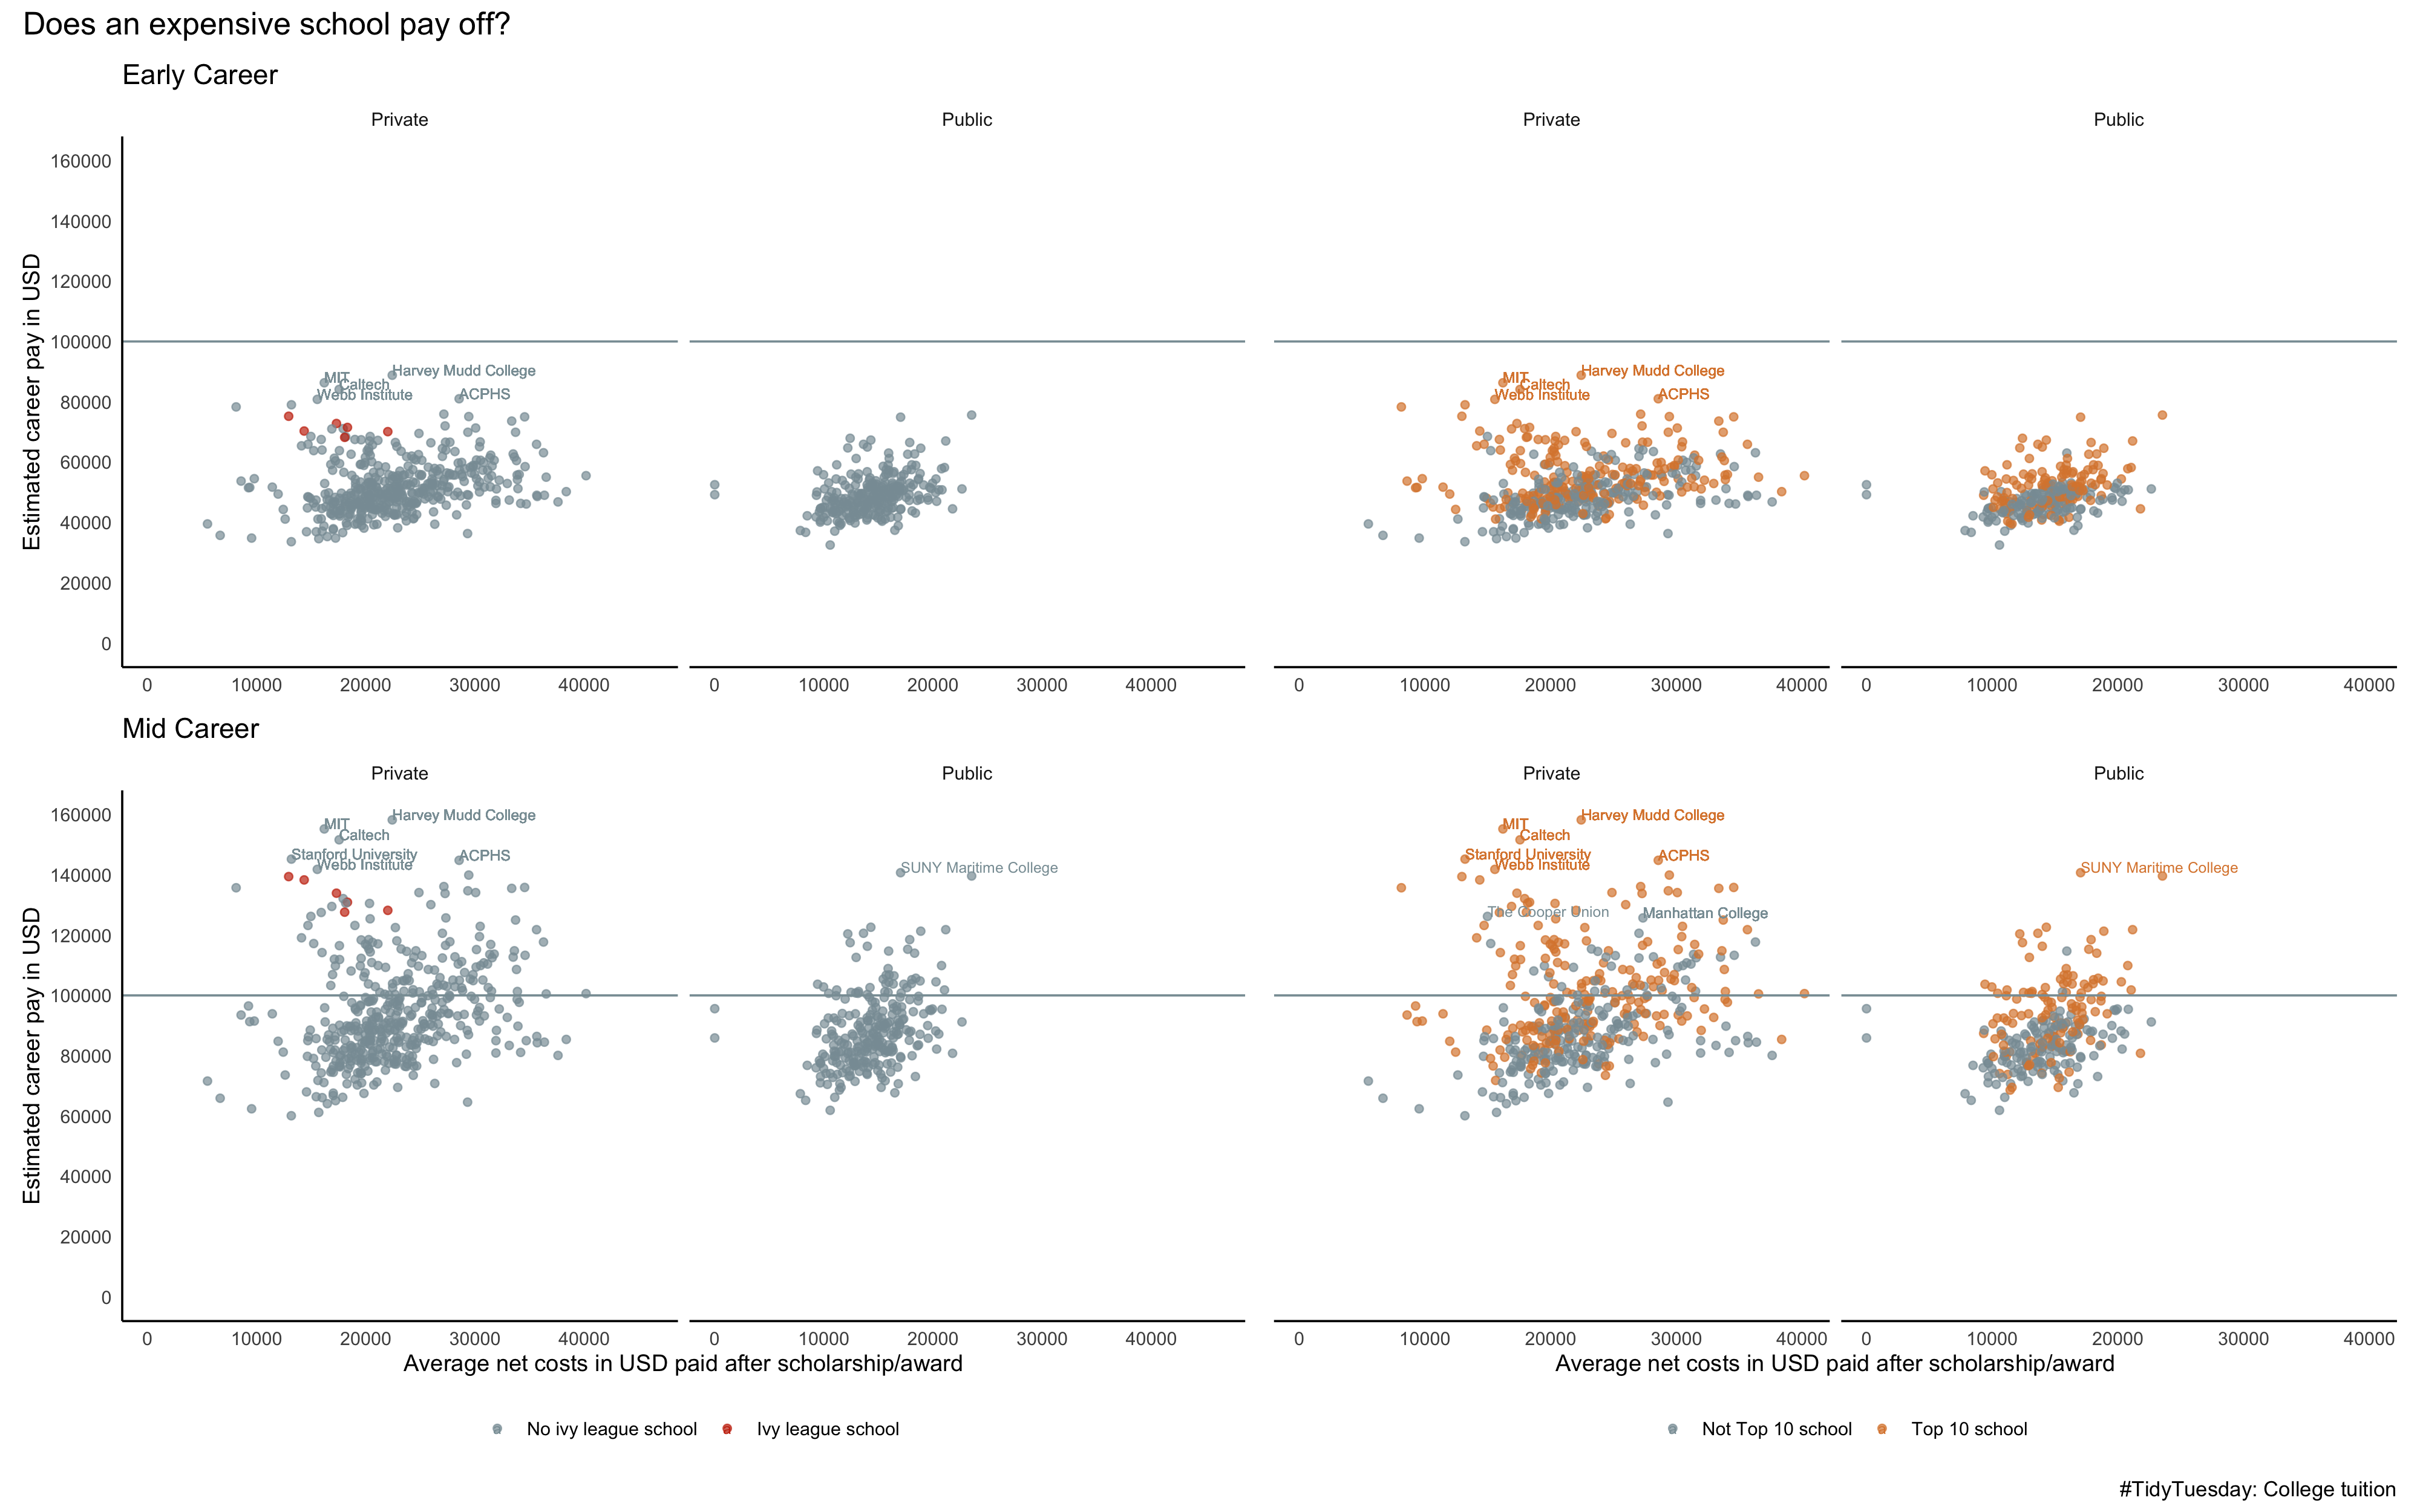 Does an expensive school pay off?
Early Career
Private
Public
Private
Public
Estimated career pay in USD
160000
140000
120000
100000
80000
60000
40000
20000
0
MIT
Harvey Mudd College
Caltech
Webb Institute
ACPHS
MIT
Harvey Mudd College
Caltech
Webb Institute
ACPHS
0 10000 20000 30000 40000
0 10000 20000 30000 40000
0 10000 20000 30000 40000
0 10000 20000 30000 40000
Mid Career
Private
Public
Private
Public
Estimated career pay in USD
160000
140000
120000
100000
80000
60000
40000
20000
0
MIT
Harvey Mudd College
Caltech
Stanford University
Webb Institute
ACPHS
SUNY Maritime College
MIT
Harvey Mudd College
Caltech
Stanford University
Webb Institute
ACPHS
The Cooper Union
Manhattan College
SUNY Maritime College
0 10000 20000 30000 40000
0 10000 20000 30000 40000
0 10000 20000 30000 40000
0 10000 20000 30000 40000
Average net costs in USD paid after scholarship/award
Average net costs in USD paid after scholarship/award
No ivy league school
Ivy league school
Not Top 10 school
Top 10 school
#TidyTuesday: College tuition